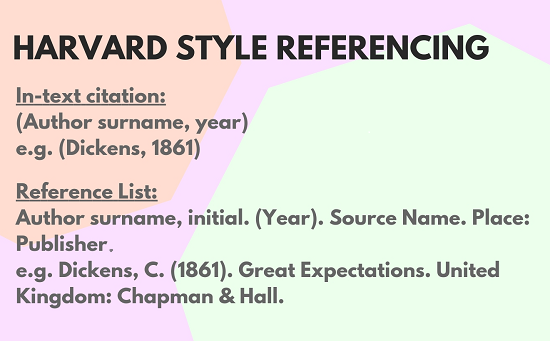 HARVARD STYLE REFERENCING
In-text citation:
(Author surname, year)
e.g. (Dickens, 1861)
Reference List:
Author surname, initial. (Year). Source Name. Place:
Publisher.
e.g. Dickens, C. (1861). Great Expectations. United
Kingdom: Chapman & Hall.